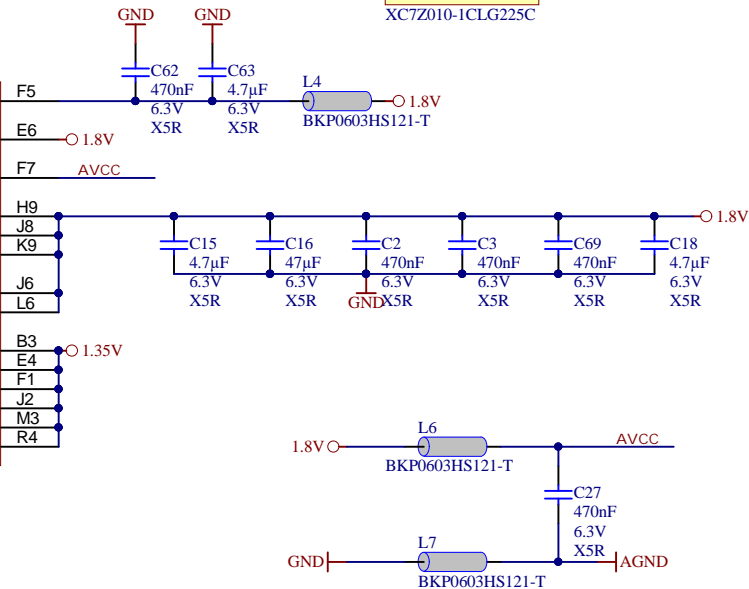 XC7Z010-1CLG225C
GND
GND
C62
470nF
6.3V
X5R
C63
4.7µF
6.3V
X5R
L4
BKP0603HS121-T
1.8V
F5
E6
1.8V
F7
AVCC
H9
J8
K9
J6
L6
1.8V
C15
4.7µF
6.3V
X5R
C16
47µF
6.3V
X5R
C2
470nF
6.3V
X5R
GND
C3
470nF
6.3V
X5R
C69
470nF
6.3V
X5R
C18
4.7µF
6.3V
X5R
B3
1.35V
E4
F1
J2
M3
R4
1.8V
L6
BKP0603HS121-T
AVCC
C27
470nF
6.3V
X5R
GND
L7
BKP0603HS121-T
AGND